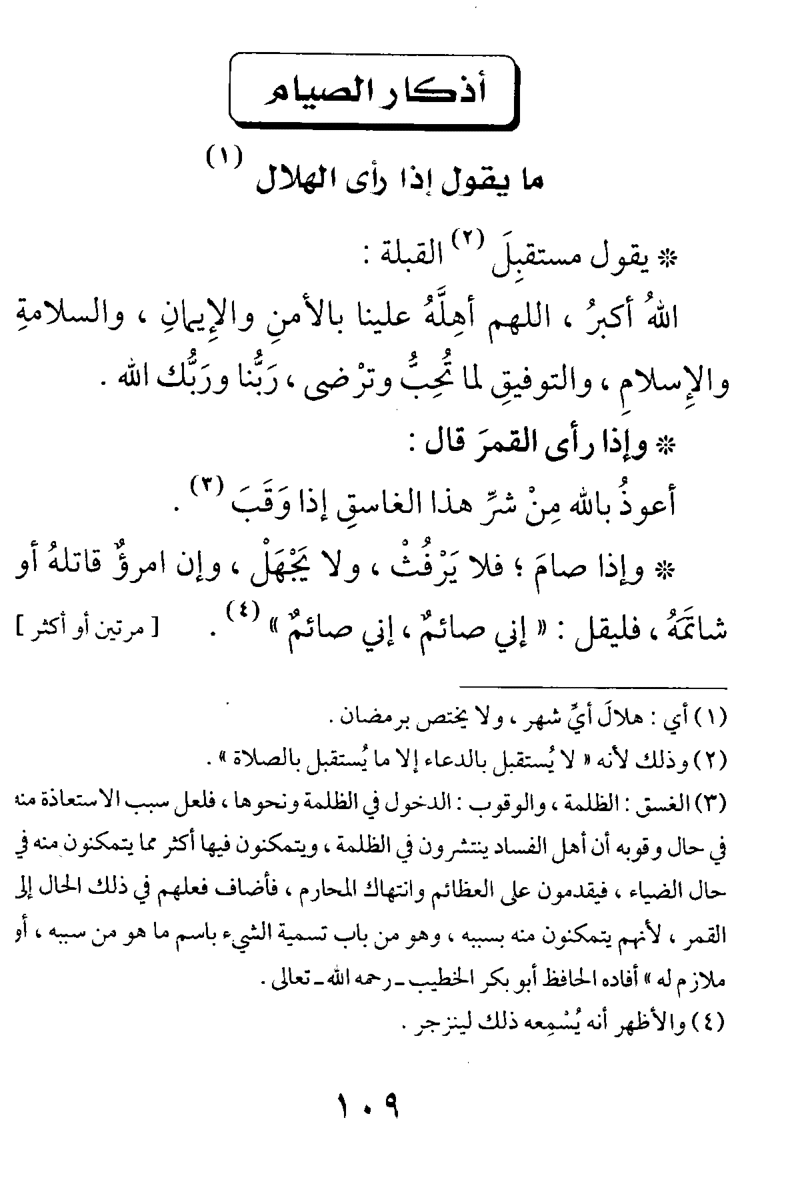 أذكار الصيام
ما يقول إذا رأى الهلال (١)
* يقول مستقبِلَ (٢) القبلة :
اللهُ أكبرُ ، اللهم أهِلَّهُ علينا بالأمنِ والإِيمانِ ، والسلامةِ
والإِسلامِ ، والتوفيقِ لما تُحِبُّ وترْضى ، رَبُّنا ورَبُّك الله .
* وإذا رأى القمرَ قال :
أعوذُ بالله مِنْ شرِّ هذا الغاسقِ إذا وَقَبَ (٣) .
* وإذا صامَ ؛ فلا يَرْفُثْ ، ولا يَجْهَلْ ، وإن امرؤٌ قاتلهُ أو
شاتَمَهُ ، فليقل : « إني صائمٌ ، إني صائمٌ » (٤) . [ مرتين أو أكثر ]
(١) أي : هلالَ أيِّ شهر ، ولا يختص برمضان .
(٢) وذلك لأنه « لا يُستقبل بالدعاء إلا ما يُستقبل بالصلاة » .
(٣) الغسق : الظلمة ، والوقوب : الدخول في الظلمة ونحوها ، فلعل سبب الاستعاذة منه
في حال وقوبه أن أهل الفساد ينتشرون في الظلمة ، ويتمكنون فيها أكثر مما يتمكنون منه في
حال الضياء ، فيقدمون على العظائم وانتهاك المحارم ، فأضاف فعلهم في ذلك الحال إلى
القمر ، لأنهم يتمكنون منه بسببه ، وهو من باب تسمية الشيء باسم ما هو من سببه ، أو
ملازم له » أفاده الحافظ أبو بكر الخطيب ـ رحمه الله ـ تعالى .
(٤) والأظهر أنه يُسْمِعه ذلك لينزجر .
١٠٩